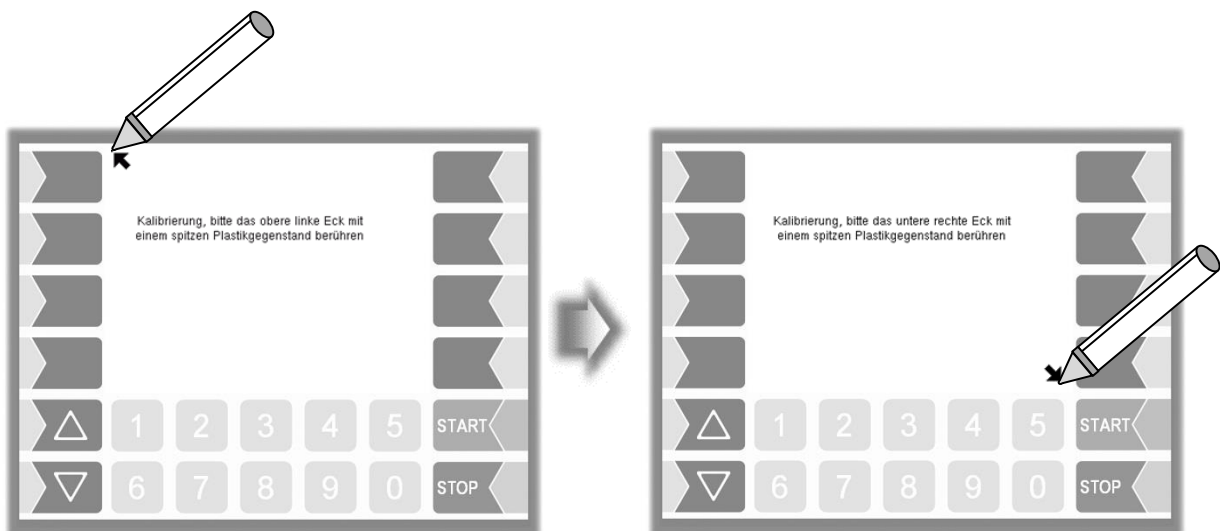 Kalibrierung, bitte das obere linke Eck mit
einem spitzen Plastikgegenstand berühren
1 2 3 4 5 START
6 7 8 9 0 STOP
Kalibrierung, bitte das untere rechte Eck mit
einem spitzen Plastikgegenstand berühren
1 2 3 4 5 START
6 7 8 9 0 STOP